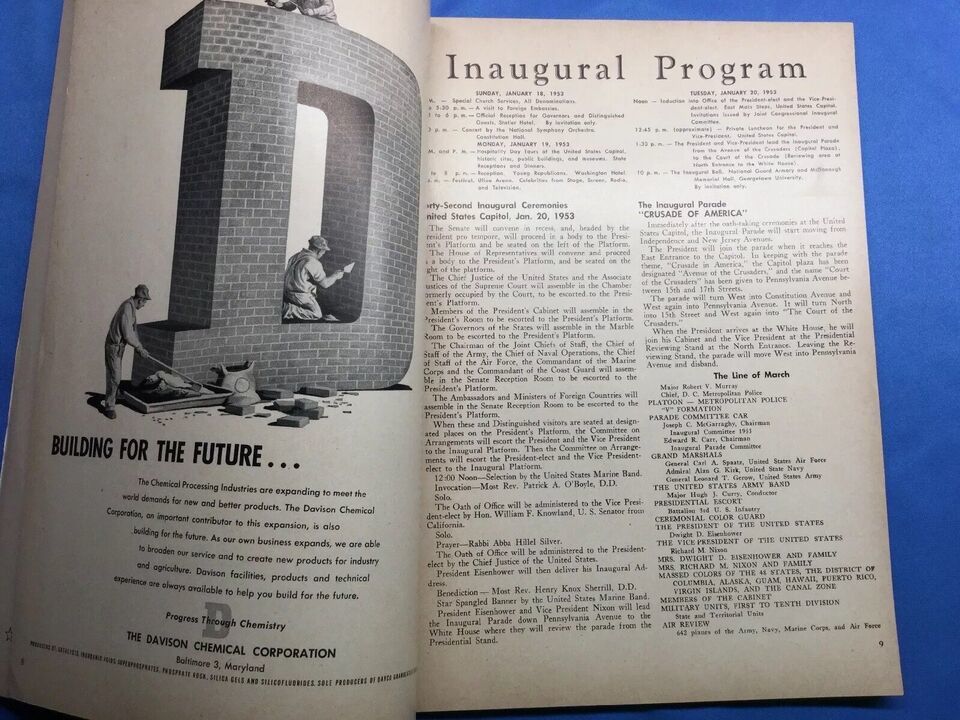 D
BUILDING FOR THE FUTURE...
The Chemical Processing Industries are expanding to meet the
world demands for new and better products. The Davison Chemical
Corporation, an important contributor to this expansion, is also
building for the future. As our own business expands, we are able
to broaden our service and to create new products for industry
and agriculture. Davison facilities, products and technical
experience are always available to help you build for the future.
D
Progress Through Chemistry
THE DAVISON CHEMICAL CORPORATION
Baltimore 3, Maryland
PRODUCERS OF: CATALYSTS, INORGANIC ACIDS, SUPERPHOSPHATES, PHOSPHATE ROCK, SILICA GELS AND SILICOFLUORIDES. SOLE PRODUCERS OF DAVCO
8
Inaugural Program
SUNDAY, JANUARY 18, 1953
M. — Special Church Services, All Denominations.
5:30 p. m. — A visit to Foreign Embassies.
1 to 6 p. m. — Official Reception for Governors and Distinguished
Guests, Statler Hotel. By invitation only.
p. m. — Concert by the National Symphony Orchestra.
Constitution Hall.
MONDAY, JANUARY 19, 1953
M. and P. M. — Hospitality Day Tours at the United States Capitol,
historic sites, public buildings, and museums. State
Receptions and Dinners.
8 p. m. — Reception, Young Republicans. Washington Hotel.
m. — Festival, Uline Arena. Celebrities from Stage, Screen, Radio,
and Television.
TUESDAY, JANUARY 20, 1953
Noon — Induction into Office of the President-elect and the Vice-Presi-
dent-elect. East Main Steps, United States Capitol.
Invitations issued by Joint Congressional Inaugural
Committee.
12:45 p. m. (approximate) — Private Luncheon for the President and
Vice-President. United States Capitol.
1:30 p. m. — The President and Vice-President lead the Inaugural Parade
from the Avenue of the Crusaders (Capitol Plaza),
to the Court of the Crusade (Reviewing area at
North Entrance to the White House).
10 p. m. — The Inaugural Ball, National Guard Armory and McDonough
Memorial Hall, Georgetown University.
By invitation only.
rty-Second Inaugural Ceremonies
nited States Capitol, Jan. 20, 1953
The Senate will convene in recess, and, headed by the
resident pro tempore, will proceed in a body to the Presi-
ent's Platform and be seated on the left of the Platform.
The House of Representatives will convene and proceed
a body to the President's Platform, and be seated on the
ght of the platform.
The Chief Justice of the United States and the Associate
ustices of the Supreme Court will assemble in the Chamber
ormerly occupied by the Court, to be escorted to the Presi-
ent's Platform.
Members of the President's Cabinet will assemble in the
President's Room to be escorted to the President's Platform.
The Governors of the States will assemble in the Marble
Room to be escorted to the President's Platform.
The Chairman of the Joint Chiefs of Staff, the Chief of
Staff of the Army, the Chief of Naval Operations, the Chief
of Staff of the Air Force, the Commandant of the Marine
Corps and the Commandant of the Coast Guard will assem-
ble in the Senate Reception Room to be escorted to the
President's Platform.
The Ambassadors and Ministers of Foreign Countries will
assemble in the Senate Reception Room to be escorted to the
President's Platform.
When these and Distinguished visitors are seated at design-
ated places on the President's Platform, the Committee on
Arrangements will escort the President and the Vice President
to the Inaugural Platform. Then the Committee on Arrange-
ments will escort the President-elect and the Vice President-
elect to the Inaugural Platform.
12:00 Noon—Selection by the United States Marine Band.
Invocation—Most Rev. Patrick A. O'Boyle, D.D.
Solo.
The Oath of Office will be administered to the Vice Presi-
dent-elect by Hon. William F. Knowland, U. S. Senator from
California.
Solo.
Prayer—Rabbi Abba Hillel Silver.
The Oath of Office will be administered to the President-
elect by the Chief Justice of the United States.
President Eisenhower will then deliver his Inaugural Ad-
dress.
Benediction — Most Rev. Henry Knox Sherrill, D.D.
Star Spangled Banner by the United States Marine Band.
President Eisenhower and Vice President Nixon will lead
the Inaugural Parade down Pennsylvania Avenue to the
White House where they will review the parade from the
Presidential Stand.
The Inaugural Parade
"CRUSADE OF AMERICA"
Immediately after the oath-taking ceremonies at the United
States Capitol, the Inaugural Parade will start moving from
Independence and New Jersey Avenues.
The President will join the parade when it reaches the
East Entrance to the Capitol. In keeping with the parade
theme, "Crusade in America," the Capitol plaza has been
designated "Avenue of the Crusaders," and the name "Court
of the Crusaders" has been given to Pennsylvania Avenue be-
tween 15th and 17th Streets.
The parade will turn West into Constitution Avenue and
West again into Pennsylvania Avenue. It will turn North
into 15th Street and West again into "The Court of the
Crusaders."
When the President arrives at the White House, he will
join his Cabinet and the Vice President at the Presidential
Reviewing Stand at the North Entrance. Leaving the Re-
viewing Stand, the parade will move West into Pennsylvania
Avenue and disband.
The Line of March
Major Robert V. Murray
Chief, D. C. Metropolitan Police
PLATOON — METROPOLITAN POLICE
"V" FORMATION
PARADE COMMITTEE CAR
Joseph C. McGarraghy, Chairman
Inaugural Committee 1953
Edward R. Carr, Chairman
Inaugural Parade Committee
GRAND MARSHALS
General Carl A. Spaatz, United States Air Force
Admiral Alan G. Kirk, United State Navy
General Leonard T. Gerow, United States Army
THE UNITED STATES ARMY BAND
Major Hugh J. Curry, Conductor
PRESIDENTIAL ESCORT
Battalion 3rd U. S. Infantry
CEREMONIAL COLOR GUARD
THE PRESIDENT OF THE UNITED STATES
Dwight D. Eisenhower
THE VICE PRESIDENT OF THE UNITED STATES
Richard M. Nixon
MRS. DWIGHT D. EISENHOWER AND FAMILY
MRS. RICHARD M. NIXON AND FAMILY
MASSED COLORS OF THE 48 STATES, THE DISTRICT OF
COLUMBIA, ALASKA, GUAM, HAWAII, PUERTO RICO,
VIRGIN ISLANDS, AND THE CANAL ZONE
MEMBERS OF THE CABINET
MILITARY UNITS, FIRST TO TENTH DIVISION
State and Territorial Units
AIR REVIEW
642 planes of the Army, Navy, Marine Corps, and Air Force
9